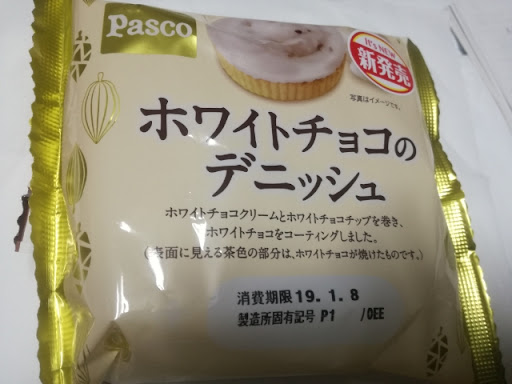 Pasco
It's NEW
新発売
写真はイメージです。
ホワイトチョコの
デニッシュ
ホワイトチョコクリームとホワイトチョコチップを巻き、
ホワイトチョコをコーティングしました。
(表面に見える茶色の部分は、ホワイトチョコが焼けたものです。)
消費期限 19. 1. 8
製造所固有記号 P1 /OEE